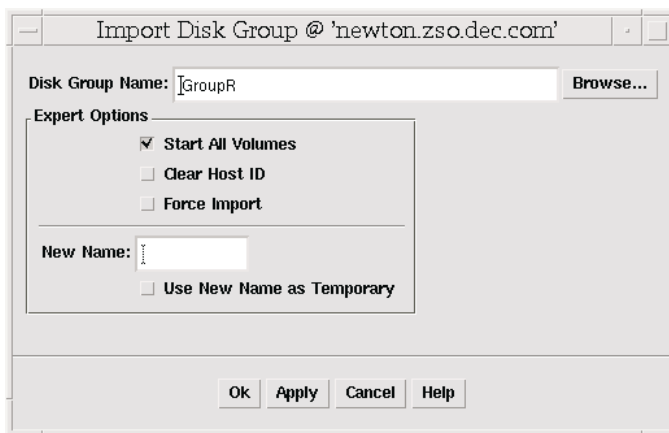 Import Disk Group @ 'newton.zso.dec.com'
Disk Group Name: GroupR Browse...
Expert Options
Start All Volumes
Clear Host ID
Force Import
New Name:
Use New Name as Temporary
Ok Apply Cancel Help